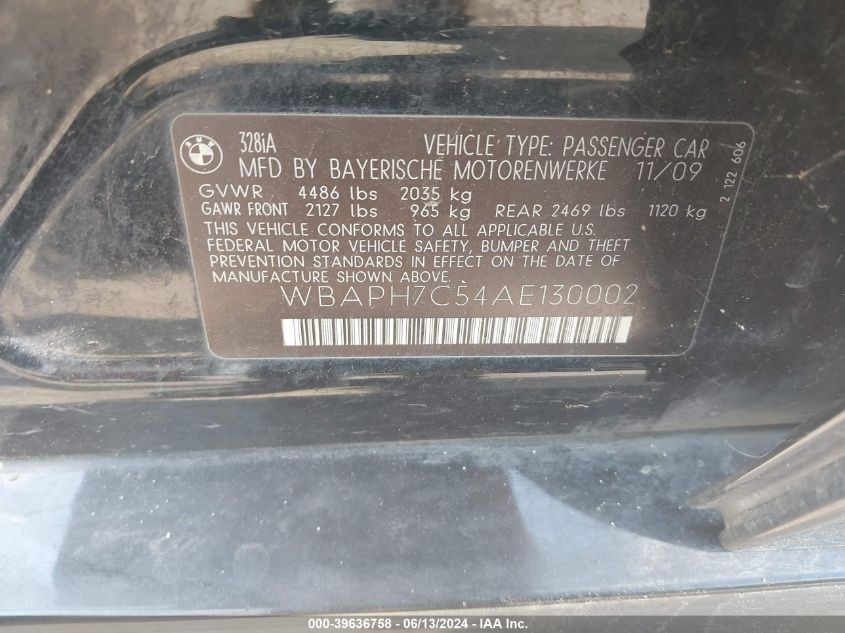 BMW
328iA VEHICLE TYPE: PASSENGER CAR
MFD BY BAYERISCHE MOTORENWERKE 11/09
GVWR 4486 lbs 2035 kg
GAWR FRONT 2127 lbs 965 kg REAR 2469 lbs 1120 kg
THIS VEHICLE CONFORMS TO ALL APPLICABLE U.S.
FEDERAL MOTOR VEHICLE SAFETY, BUMPER AND THEFT
PREVENTION STANDARDS IN EFFECT ON THE DATE OF
MANUFACTURE SHOWN ABOVE.
WBAPH7C54AE130002
2 122 606
000-39636758 - 06/13/2024 - IAA Inc.